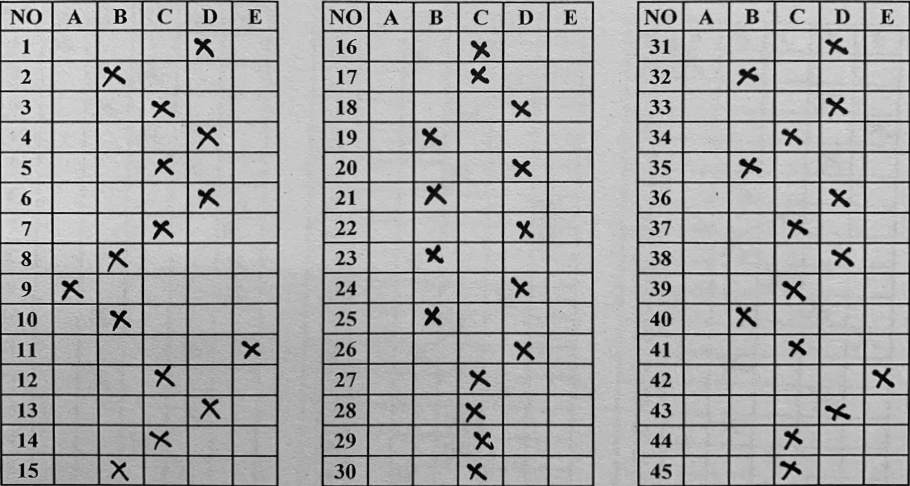 NO A B C D E
1 X
2 X
3 X
4 X
5 X
6 X
7 X
8 X
9 X
10 X
11 X
12 X
13 X
14 X
15 X
NO A B C D E
16 X
17 X
18 X
19 X
20 X
21 X
22 X
23 X
24 X
25 X
26 X
27 X
28 X
29 X
30 X
NO A B C D E
31 X
32 X
33 X
34 X
35 X
36 X
37 X
38 X
39 X
40 X
41 X
42 X
43 X
44 X
45 X